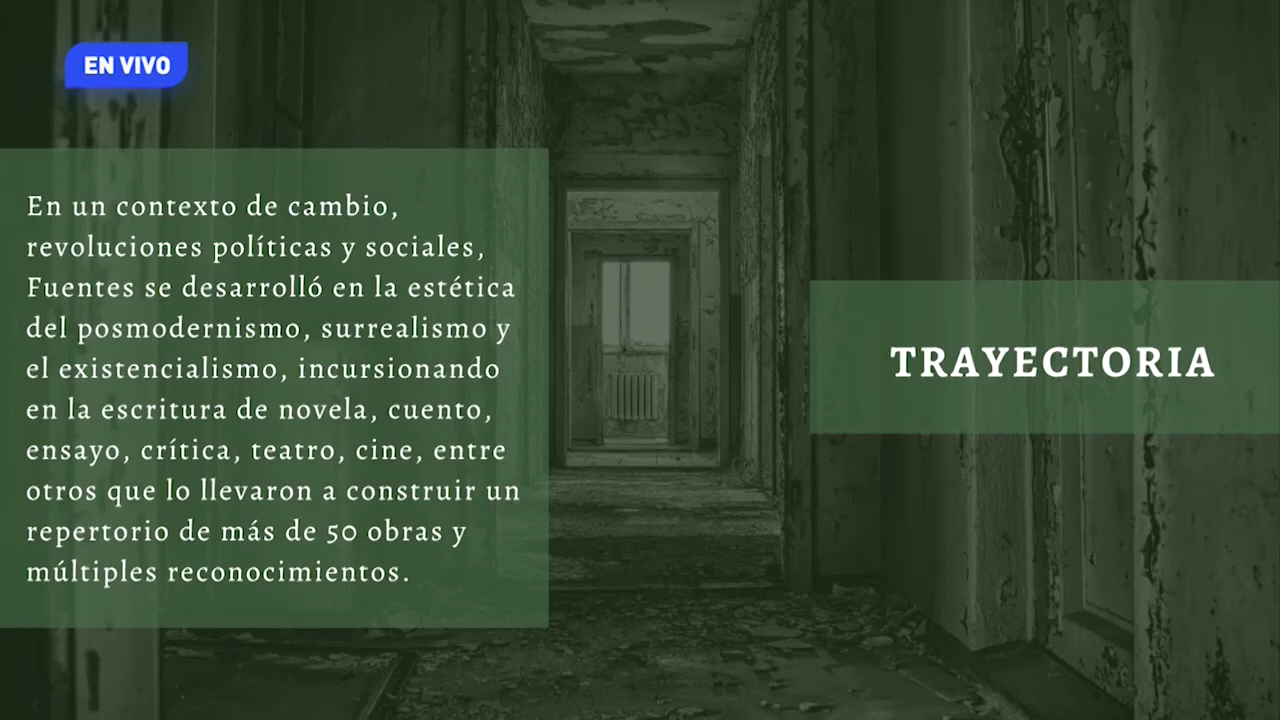 EN VIVO
En un contexto de cambio,
revoluciones políticas y sociales,
Fuentes se desarrolló en la estética
del posmodernismo, surrealismo y
el existencialismo, incursionando
en la escritura de novela, cuento,
ensayo, crítica, teatro, cine, entre
otros que lo llevaron a construir un
repertorio de más de 50 obras y
múltiples reconocimientos.
TRAYECTORIA